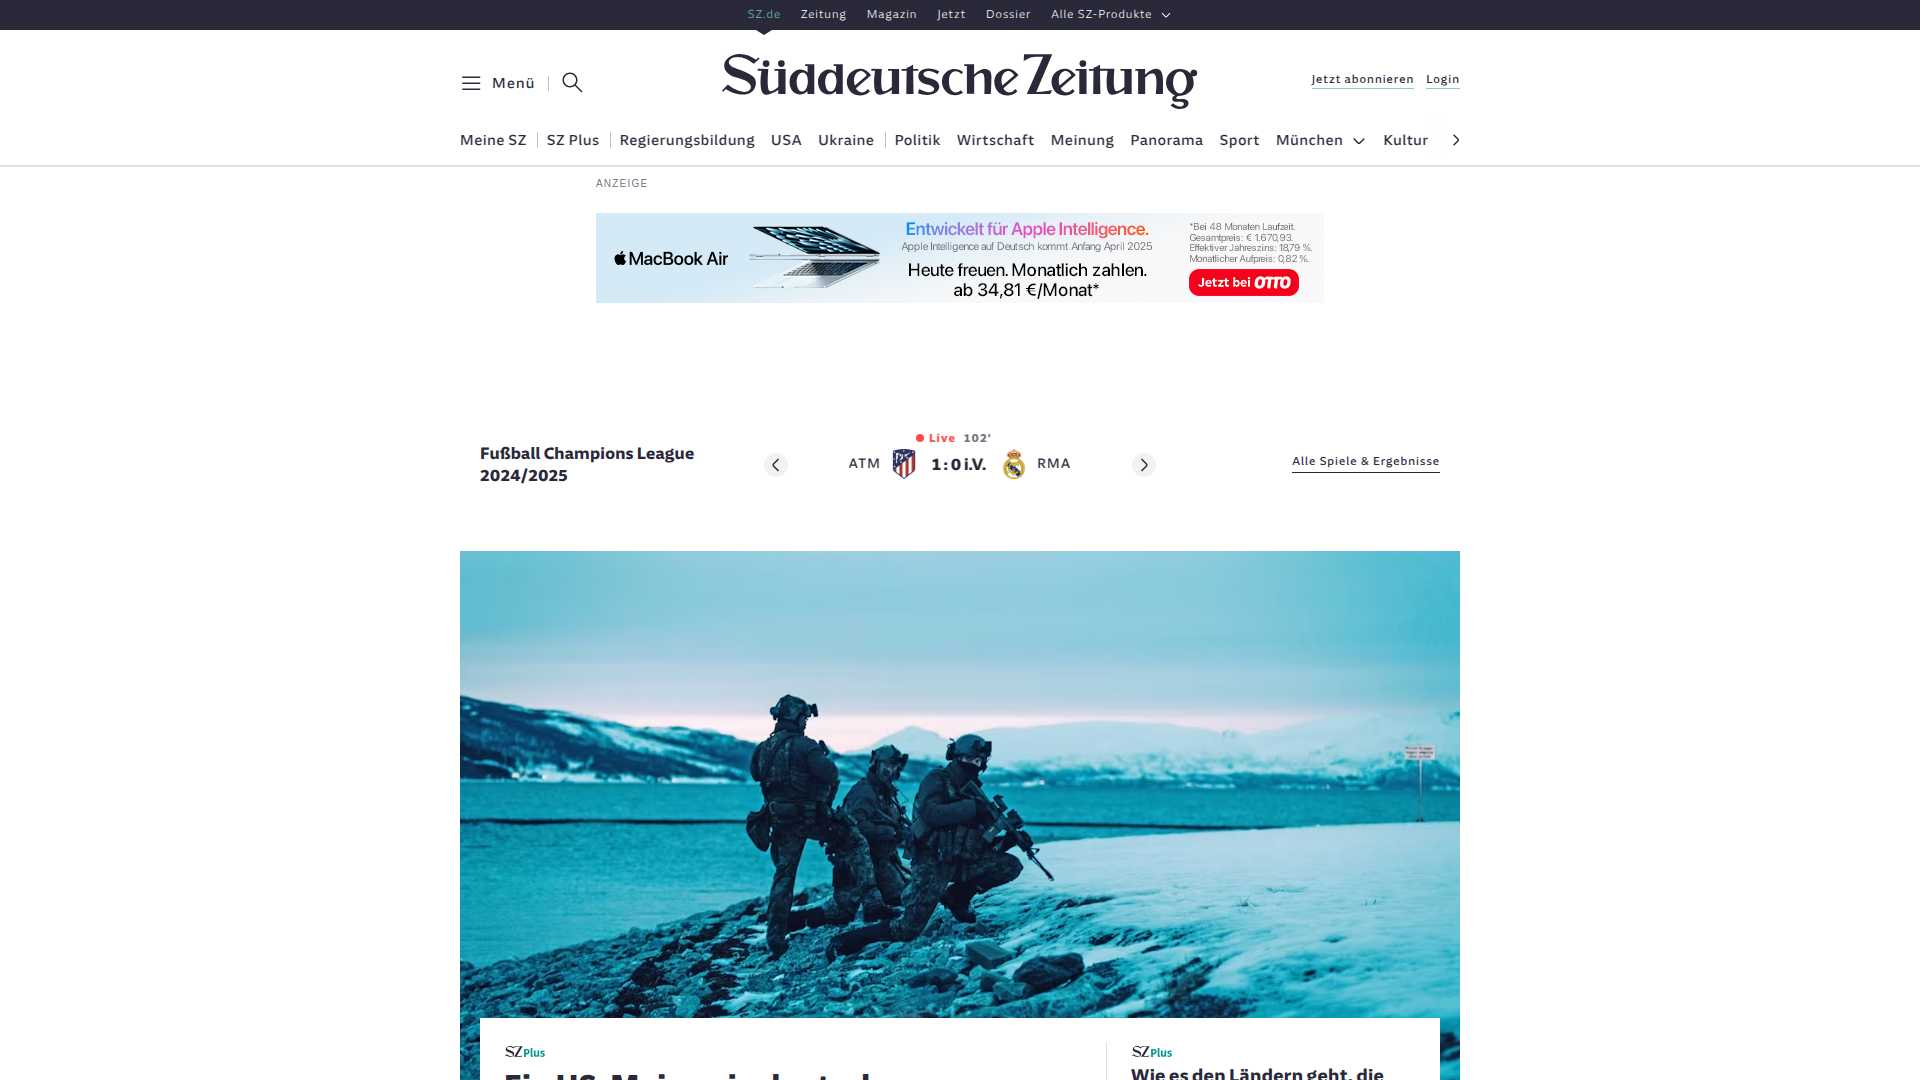 SZ.de Zeitung Magazin Jetzt Dossier Alle SZ-Produkte
Menü
Süddeutsche Zeitung
Jetzt abonnieren Login
Meine SZ SZ Plus Regierungsbildung USA Ukraine Politik Wirtschaft Meinung Panorama Sport München Kultur
ANZEIGE
MacBook Air
Entwickelt für Apple Intelligence.
Apple Intelligence auf Deutsch kommt Anfang April 2025
Heute freuen. Monatlich zahlen.
ab 34,81 €/Monat*
*Bei 48 Monaten Laufzeit.
Gesamtpreis: € 1.670,93.
Effektiver Jahreszins: 18,79 %.
Monatlicher Aufpreis: 0,82 %.
Jetzt bei OTTO
Fußball Champions League
2024/2025
Live 102'
ATM 1:0 i.V. RMA
Alle Spiele & Ergebnisse
SZ Plus
SZ Plus
Wie es den Ländern geht, die